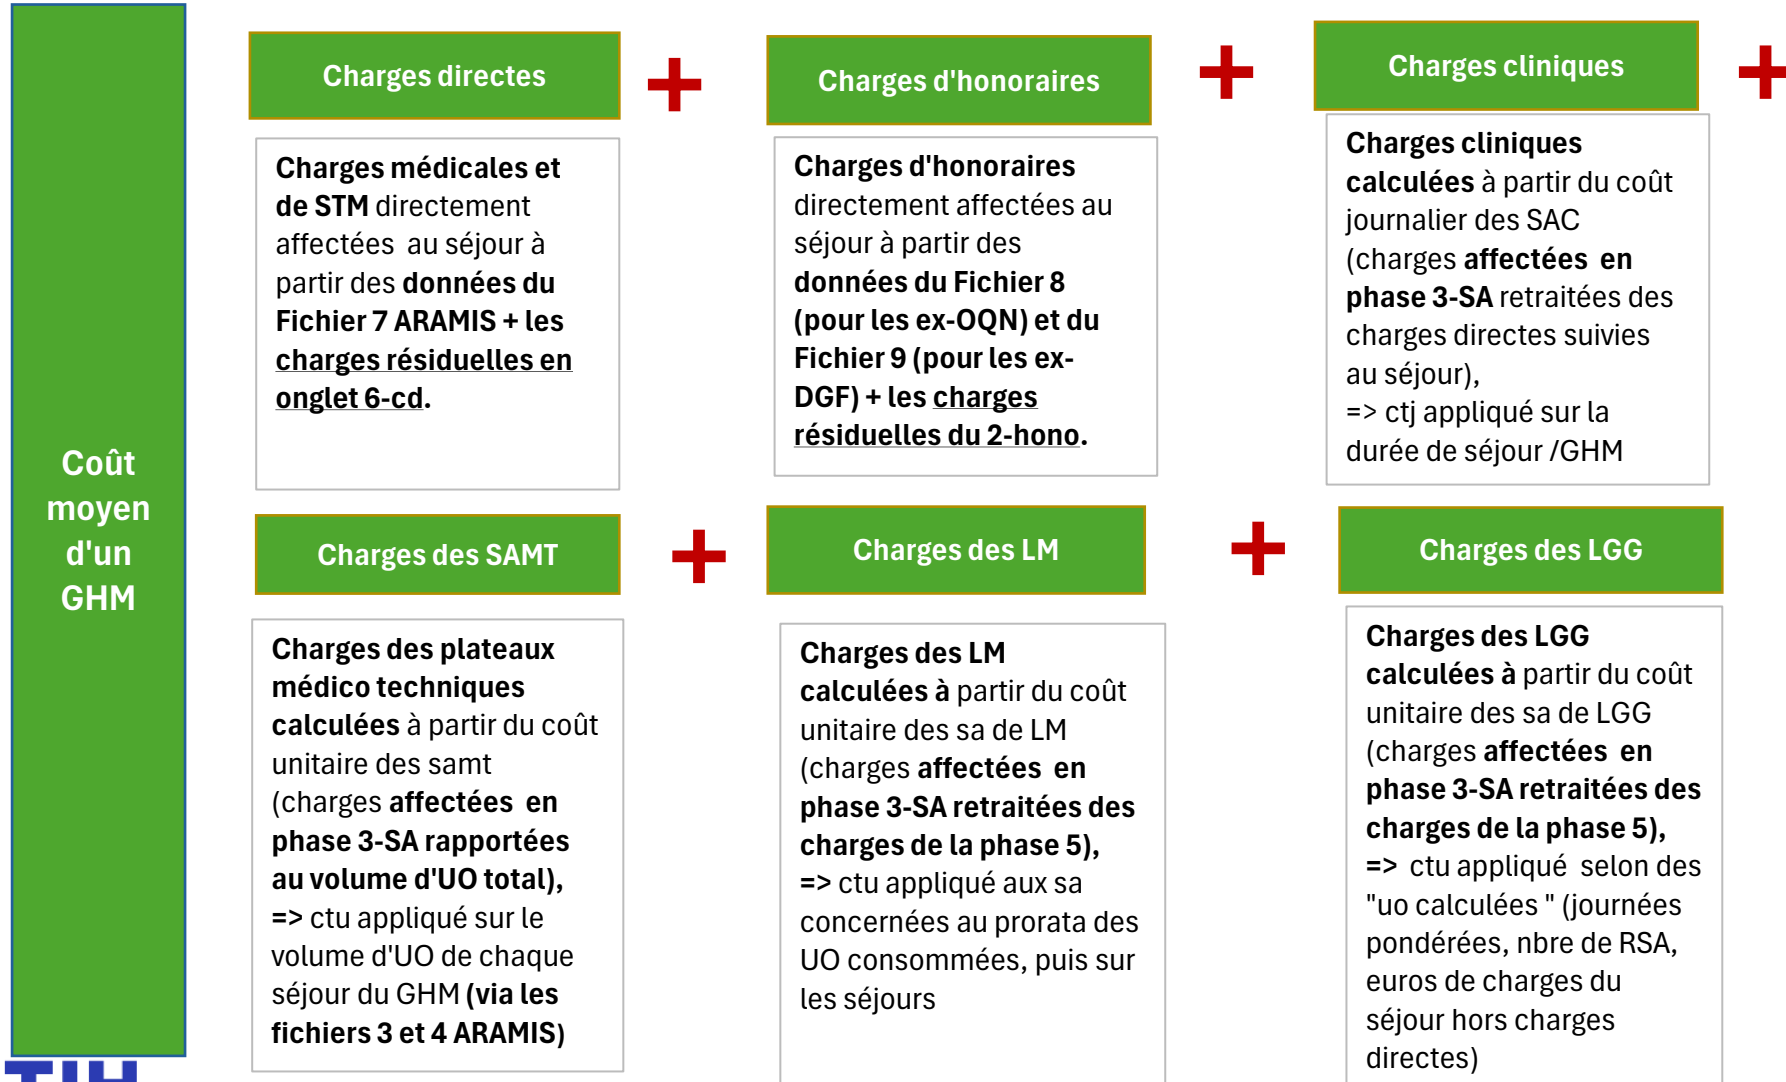 Coût
moyen
d'un
GHM
Charges directes
+
Charges d'honoraires
+
Charges cliniques
+
Charges médicales et
de STM directement
affectées au séjour à
partir des données du
Fichier 7 ARAMIS + les
charges résiduelles en
onglet 6-cd.
Charges d'honoraires
directement affectées au
séjour à partir des
données du Fichier 8
(pour les ex-OQN) et du
Fichier 9 (pour les ex-
DGF) + les charges
résiduelles du 2-hono.
Charges cliniques
calculées à partir du coût
journalier des SAC
(charges affectées en
phase 3-SA retraitées des
charges directes suivies
au séjour),
=> ctj appliqué sur la
durée de séjour /GHM
Charges des SAMT
+
Charges des LM
+
Charges des LGG
Charges des plateaux
médico techniques
calculées à partir du coût
unitaire des samt
(charges affectées en
phase 3-SA rapportées
au volume d'UO total),
=> ctu appliqué sur le
volume d'UO de chaque
séjour du GHM (via les
fichiers 3 et 4 ARAMIS)
Charges des LM
calculées à partir du coût
unitaire des sa de LM
(charges affectées en
phase 3-SA retraitées des
charges de la phase 5),
=> ctu appliqué aux sa
concernées au prorata des
UO consommées, puis sur
les séjours
Charges des LGG
calculées à partir du coût
unitaire des sa de LGG
(charges affectées en
phase 3-SA retraitées des
charges de la phase 5),
=> ctu appliqué selon des
"uo calculées " (journées
pondérées, nbre de RSA,
euros de charges du
séjour hors charges
directes)